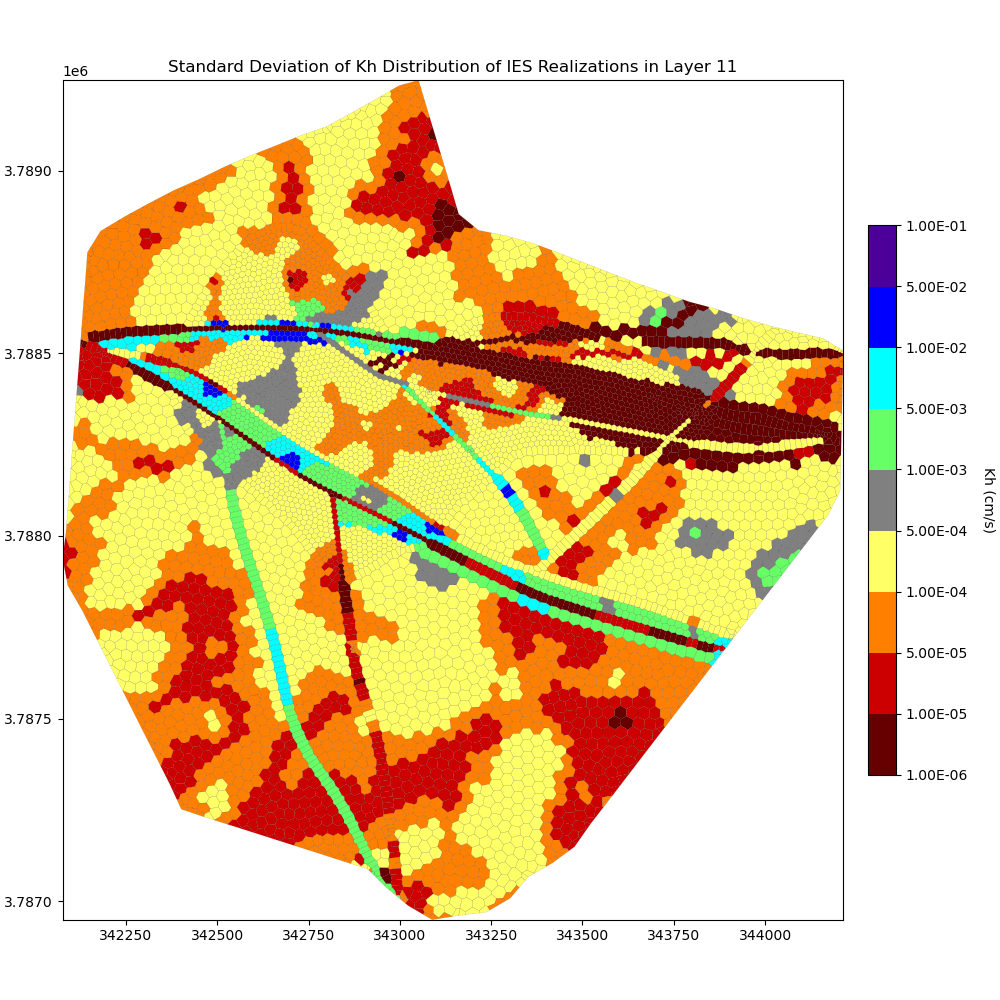 Standard Deviation of Kh Distribution of IES Realizations in Layer 11
1e6
3.7890
3.7885
3.7880
3.7875
3.7870
342250 342500 342750 343000 343250 343500 343750 344000
1.00E-01
5.00E-02
1.00E-02
5.00E-03
1.00E-03
5.00E-04
1.00E-04
5.00E-05
1.00E-05
1.00E-06
Kh (cm/s)